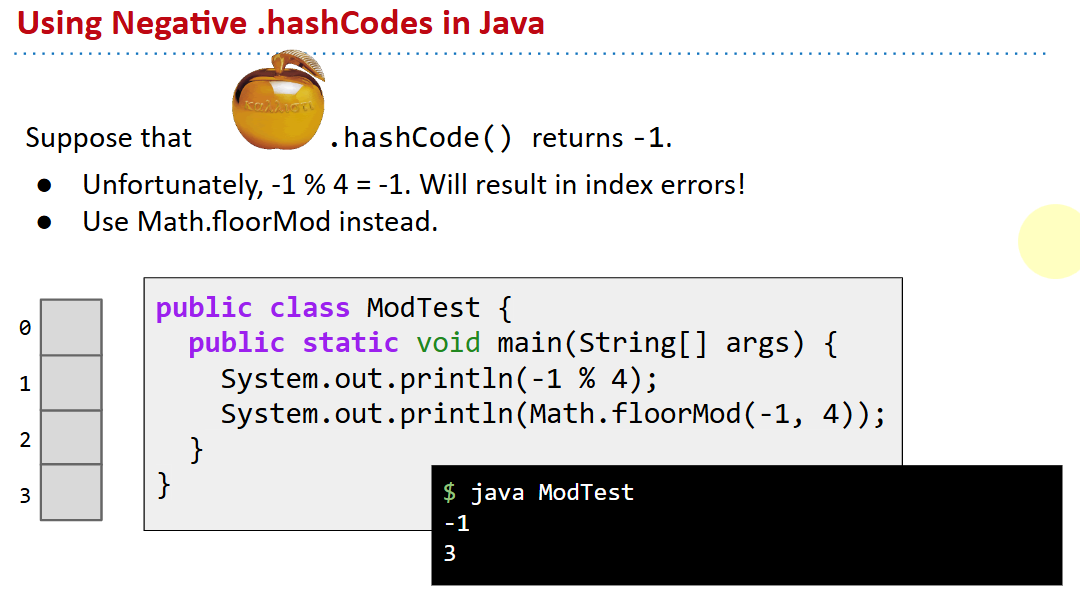 Using Negative .hashCodes in Java
καλλίστῃ
Suppose that .hashCode() returns -1.
● Unfortunately, -1 % 4 = -1. Will result in index errors!
● Use Math.floorMod instead.
0
1
2
3
public class ModTest {
  public static void main(String[] args) {
    System.out.println(-1 % 4);
    System.out.println(Math.floorMod(-1, 4));
  }
}
$ java ModTest
-1
3